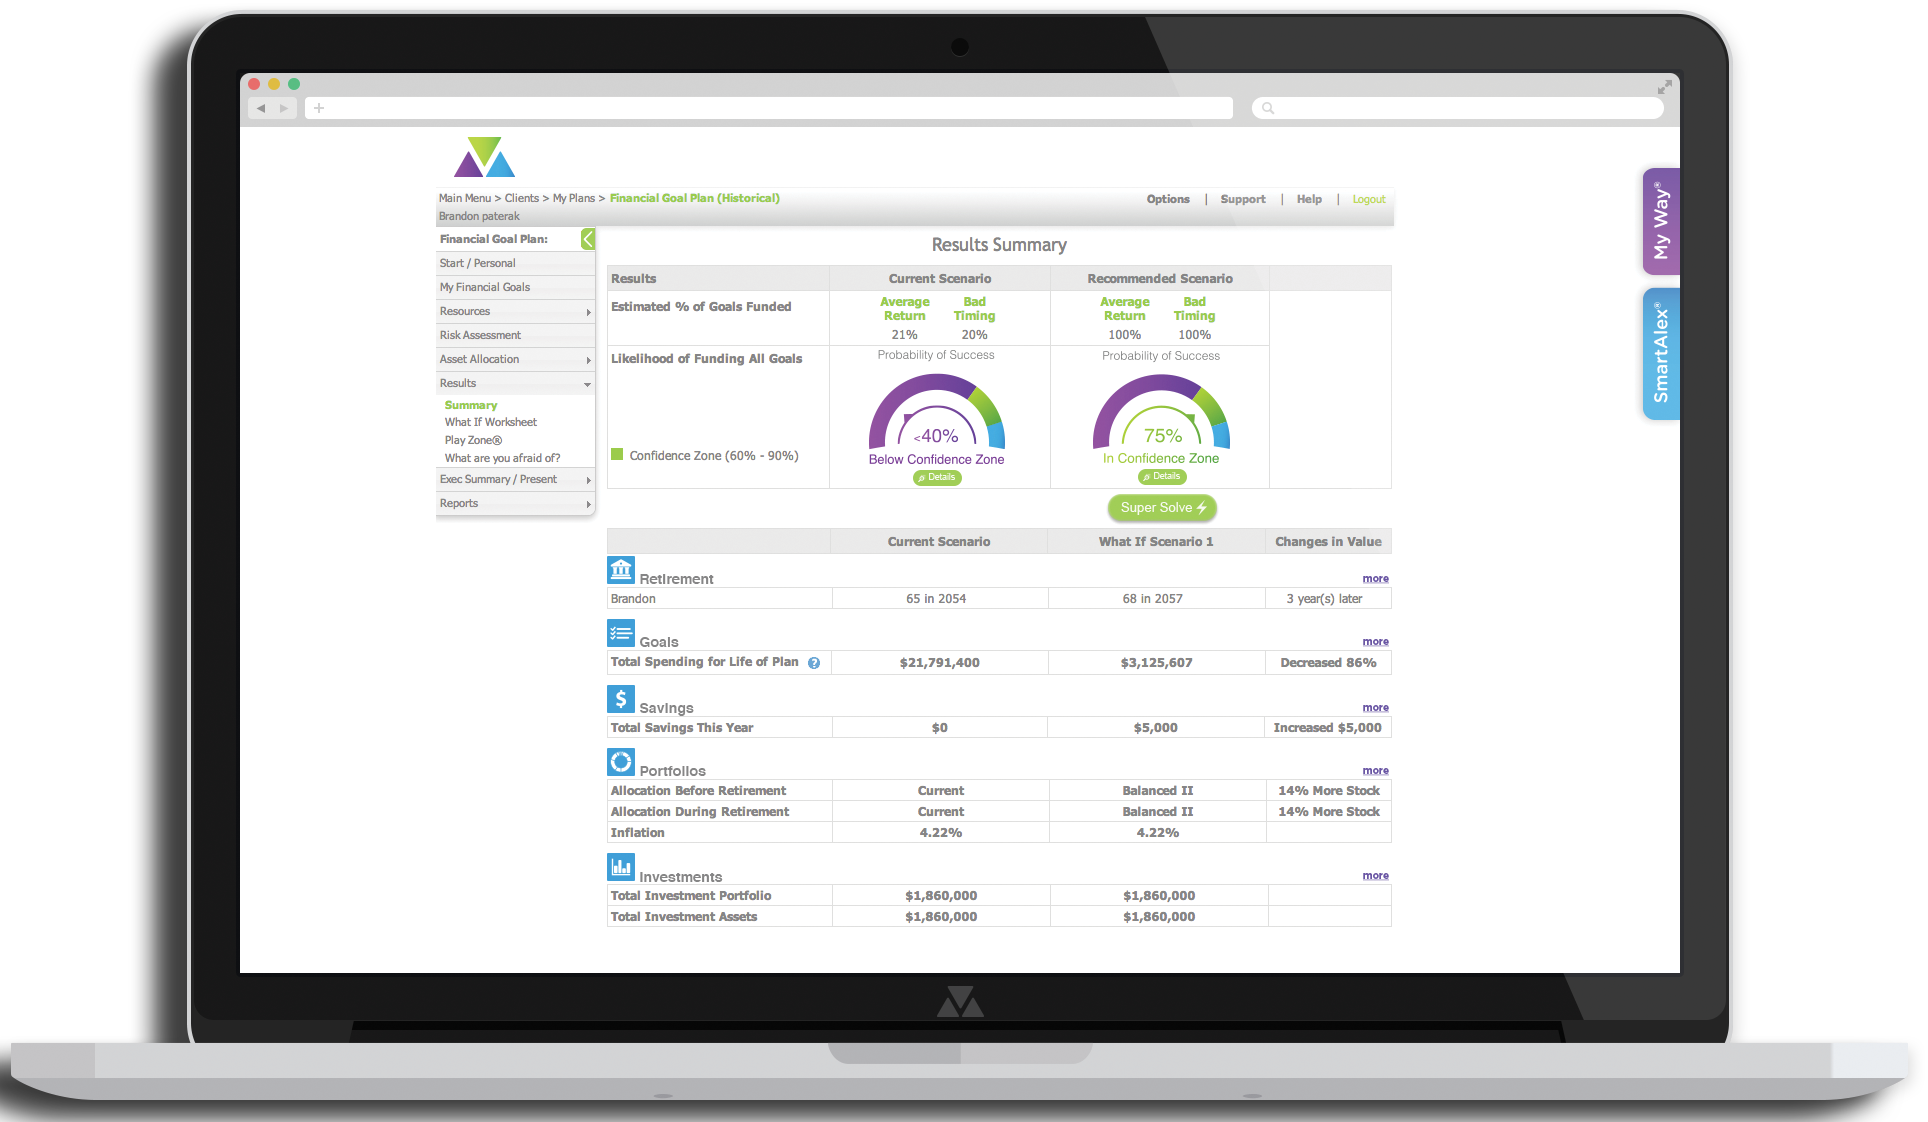 Main Menu > Clients > My Plans > Financial Goal Plan (Historical)
Options | Support | Help | Logout
Brandon paterak
My Way®
SmartAlex®
Financial Goal Plan:
Start / Personal
My Financial Goals
Resources
Risk Assessment
Asset Allocation
Results
Summary
What If Worksheet
Play Zone®
What are you afraid of?
Exec Summary / Present
Reports
Results Summary
Results Current Scenario Recommended Scenario
Estimated % of Goals Funded
Average Return Bad Timing Average Return Bad Timing
21% 20% 100% 100%
Likelihood of Funding All Goals
Probability of Success Probability of Success
<40% 75%
Confidence Zone (60% - 90%)
Below Confidence Zone In Confidence Zone
Details Details
Super Solve
Current Scenario What If Scenario 1 Changes in Value
Retirement more
Brandon 65 in 2054 68 in 2057 3 year(s) later
Goals more
Total Spending for Life of Plan ? $21,791,400 $3,125,607 Decreased 86%
$
Savings more
Total Savings This Year $0 $5,000 Increased $5,000
Portfolios more
Allocation Before Retirement Current Balanced II 14% More Stock
Allocation During Retirement Current Balanced II 14% More Stock
Inflation 4.22% 4.22%
Investments more
Total Investment Portfolio $1,860,000 $1,860,000
Total Investment Assets $1,860,000 $1,860,000